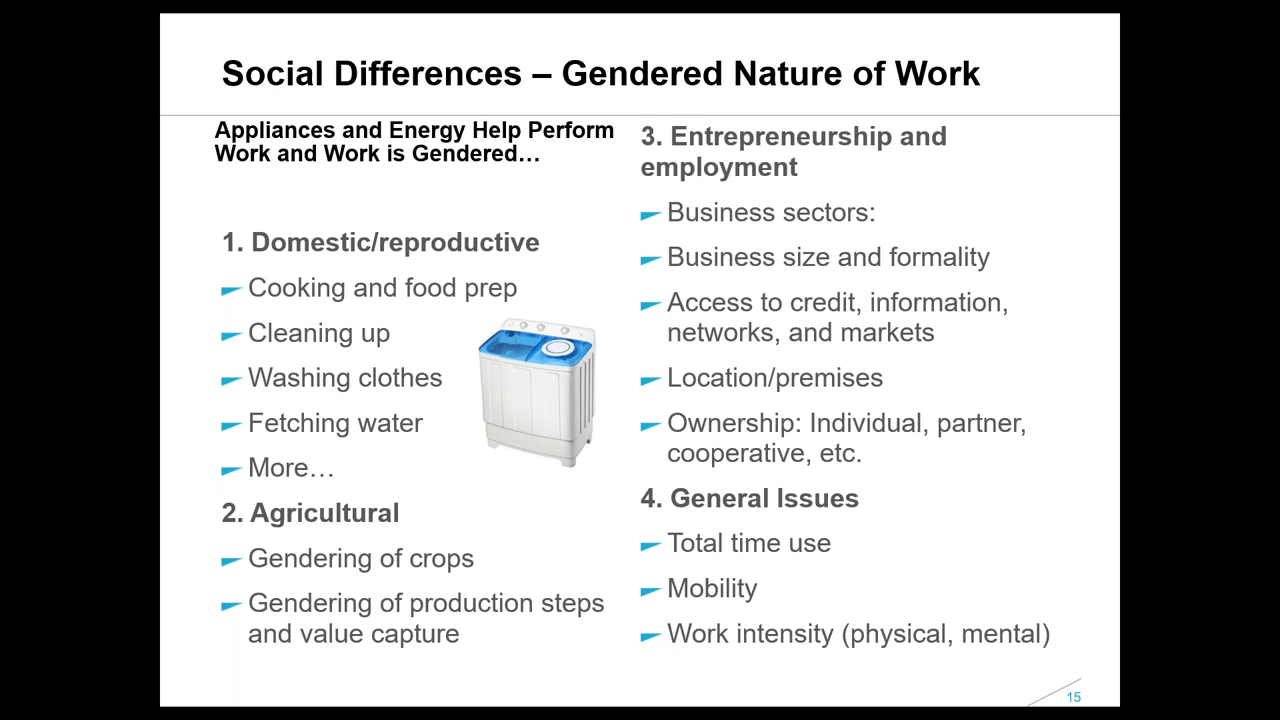 Social Differences – Gendered Nature of Work
Appliances and Energy Help Perform
Work and Work is Gendered…
1. Domestic/reproductive
Cooking and food prep
Cleaning up
Washing clothes
Fetching water
More…
2. Agricultural
Gendering of crops
Gendering of production steps
and value capture
3. Entrepreneurship and
employment
Business sectors:
Business size and formality
Access to credit, information,
networks, and markets
Location/premises
Ownership: Individual, partner,
cooperative, etc.
4. General Issues
Total time use
Mobility
Work intensity (physical, mental)
15